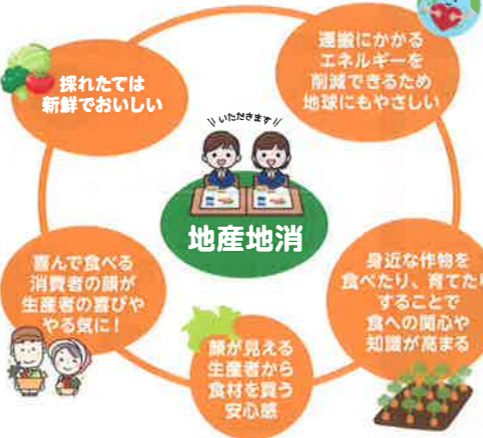 採れたては
新鮮でおいしい
運搬にかかる
エネルギーを
削減できるため
地球にもやさしい
いただきます
地産地消
喜んで食べる
消費者の顔が
生産者の喜びや
やる気に!
身近な作物を
食べたり、育てたり
することで
食への関心や
知識が高まる
顔が見える
生産者から
食材を買う
安心感